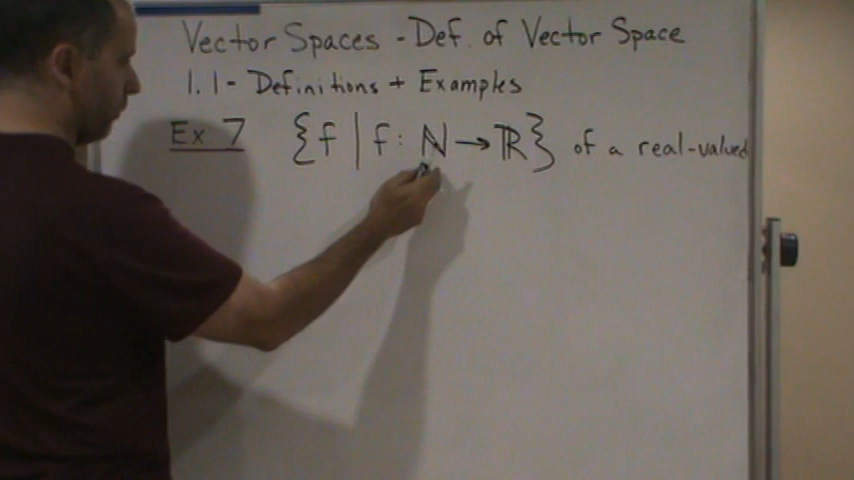 Vector Spaces - Def. of Vector Space
1.1 - Definitions + Examples
Ex 7 {f | f: ℕ → ℝ} of a real-valued